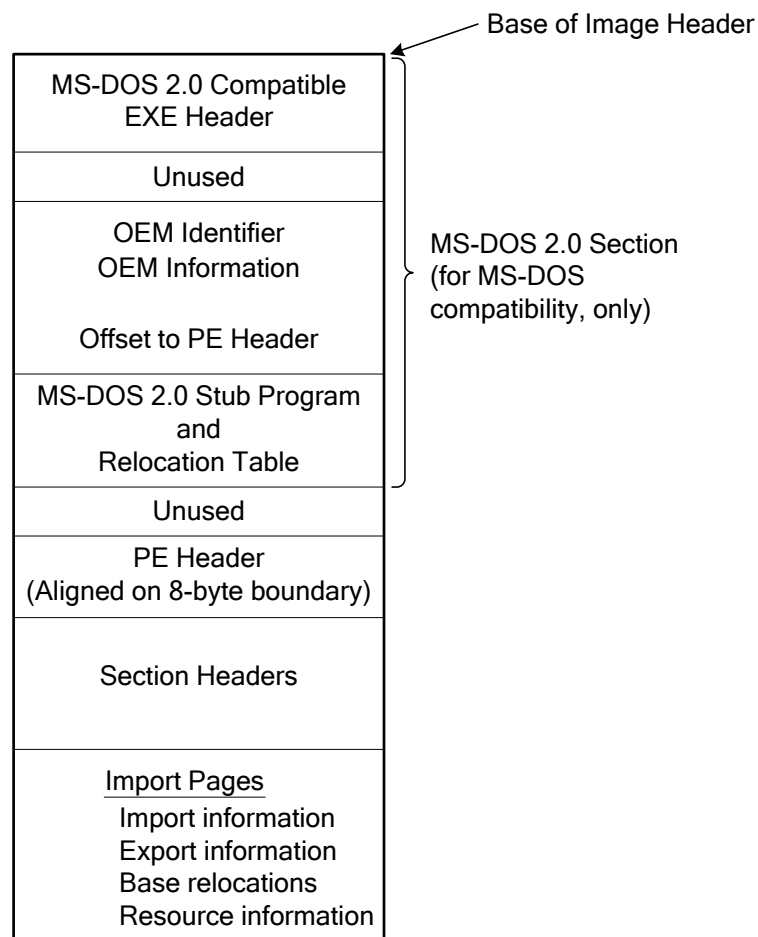 Base of Image Header
MS-DOS 2.0 Compatible
EXE Header
Unused
OEM Identifier
OEM Information
Offset to PE Header
MS-DOS 2.0 Section
(for MS-DOS
compatibility, only)
MS-DOS 2.0 Stub Program
and
Relocation Table
Unused
PE Header
(Aligned on 8-byte boundary)
Section Headers
Import Pages
Import information
Export information
Base relocations
Resource information